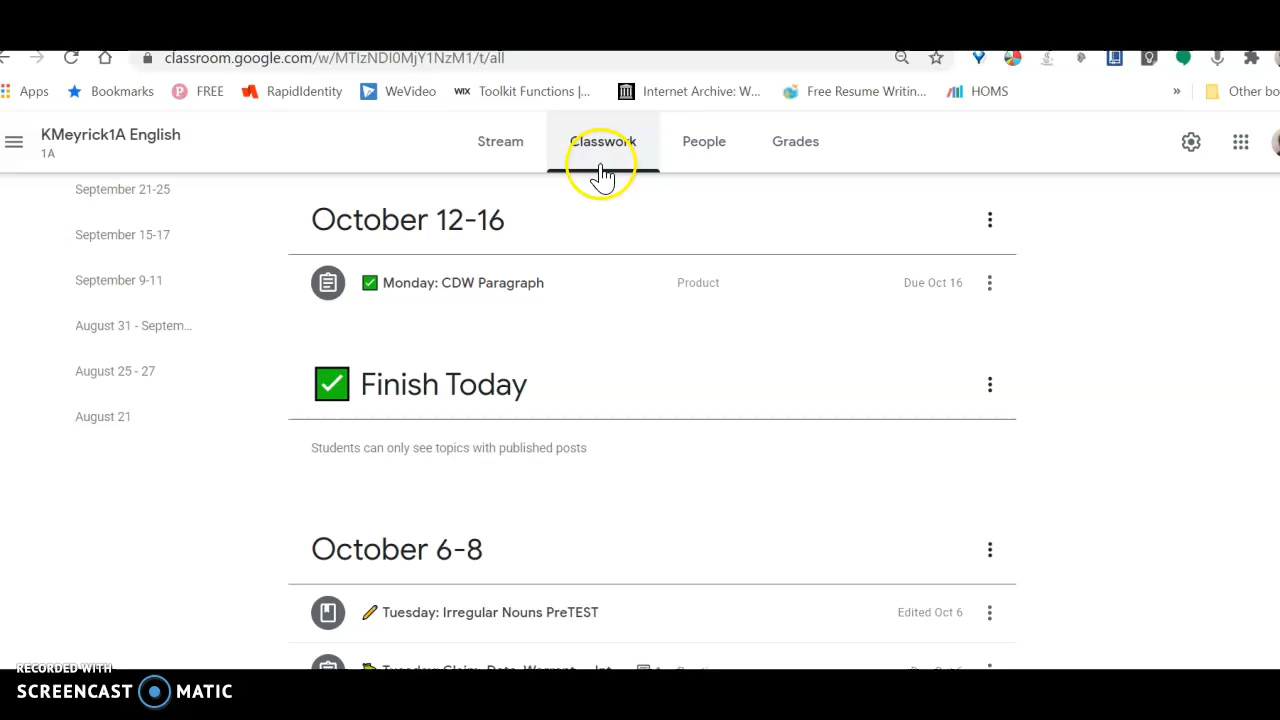 classroom.google.com/w/MTIzNDI0MjY1NzM1/t/all
Apps Bookmarks FREE RapidIdentity WeVideo WIX Toolkit Functions |... Internet Archive: W... Free Resume Writin... HOMS » Other bo
KMeyrick1A English
1A
Stream Classwork People Grades
September 21-25
September 15-17
September 9-11
August 31 - Septem...
August 25 - 27
August 21
October 12-16
Monday: CDW Paragraph Product Due Oct 16
Finish Today
Students can only see topics with published posts
October 6-8
Tuesday: Irregular Nouns PreTEST Edited Oct 6
RECORDED WITH
SCREENCAST MATIC